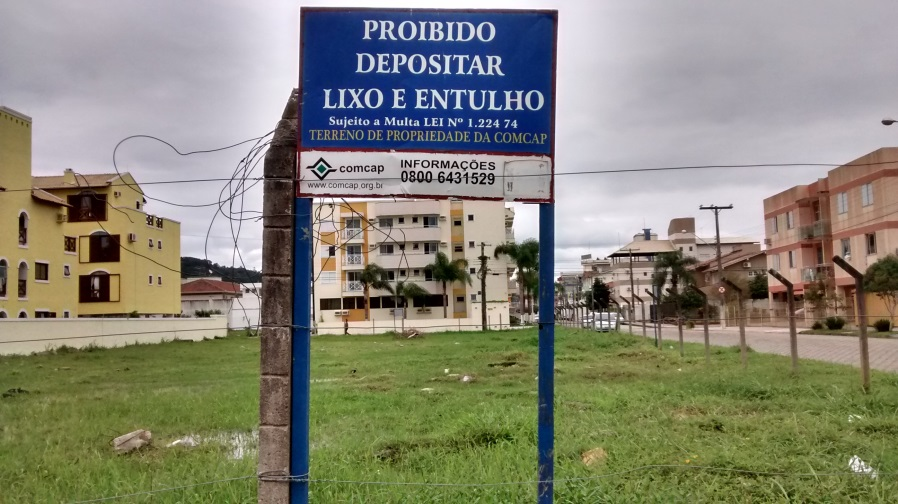 PROIBIDO
DEPOSITAR
LIXO E ENTULHO
Sujeito a Multa LEI Nº 1.224 74
TERRENO DE PROPRIEDADE DA COMCAP
comcap INFORMAÇÕES
www.comcap.org.br 0800 6431529